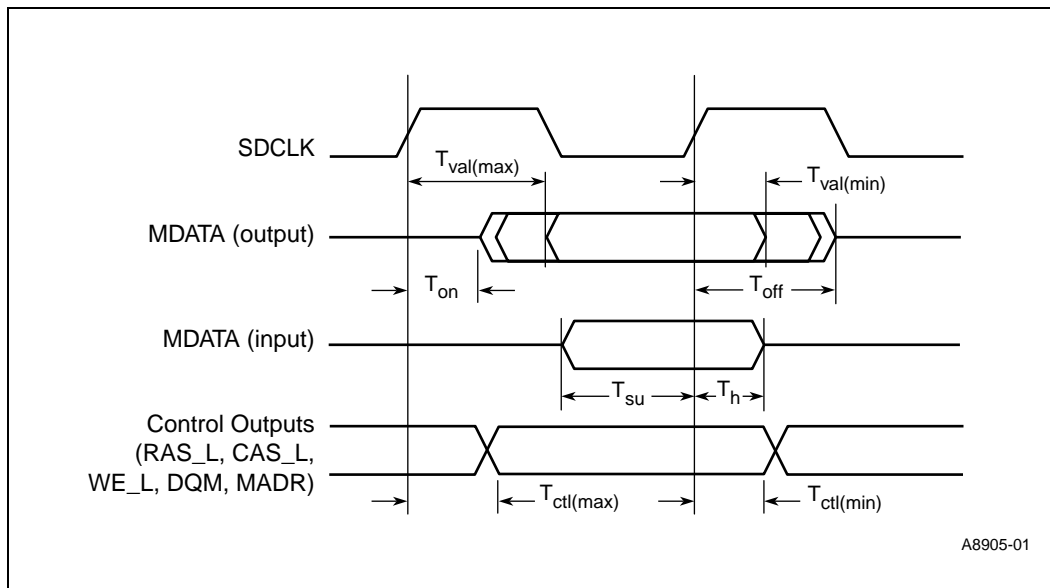 SDCLK
Tval(max)
Tval(min)
MDATA (output)
Ton
Toff
MDATA (input)
Tsu
Th
Control Outputs
(RAS_L, CAS_L,
WE_L, DQM, MADR)
Tctl(max)
Tctl(min)
A8905-01